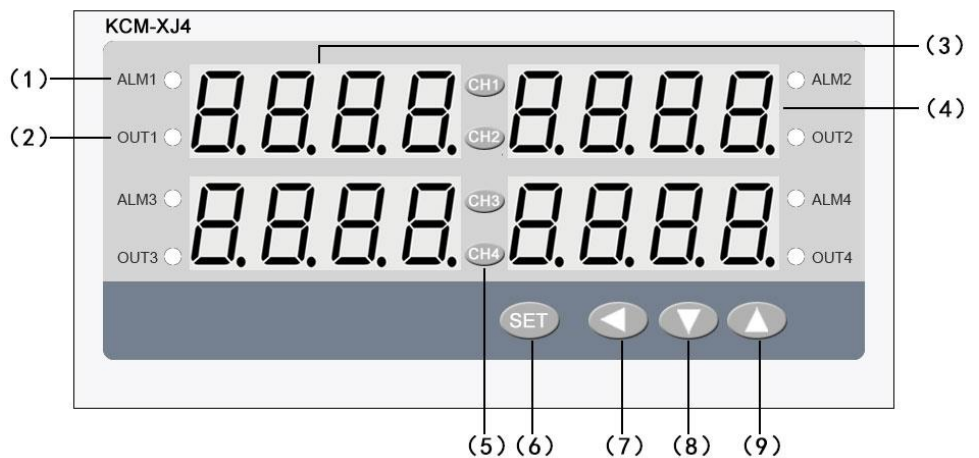 KCM-XJ4
(1) ALM1 CH1 ALM2 (3)
(2) OUT1 CH2 OUT2 (4)
ALM3 CH3 ALM4
OUT3 CH4 OUT4
SET
(5) (6) (7) (8) (9)